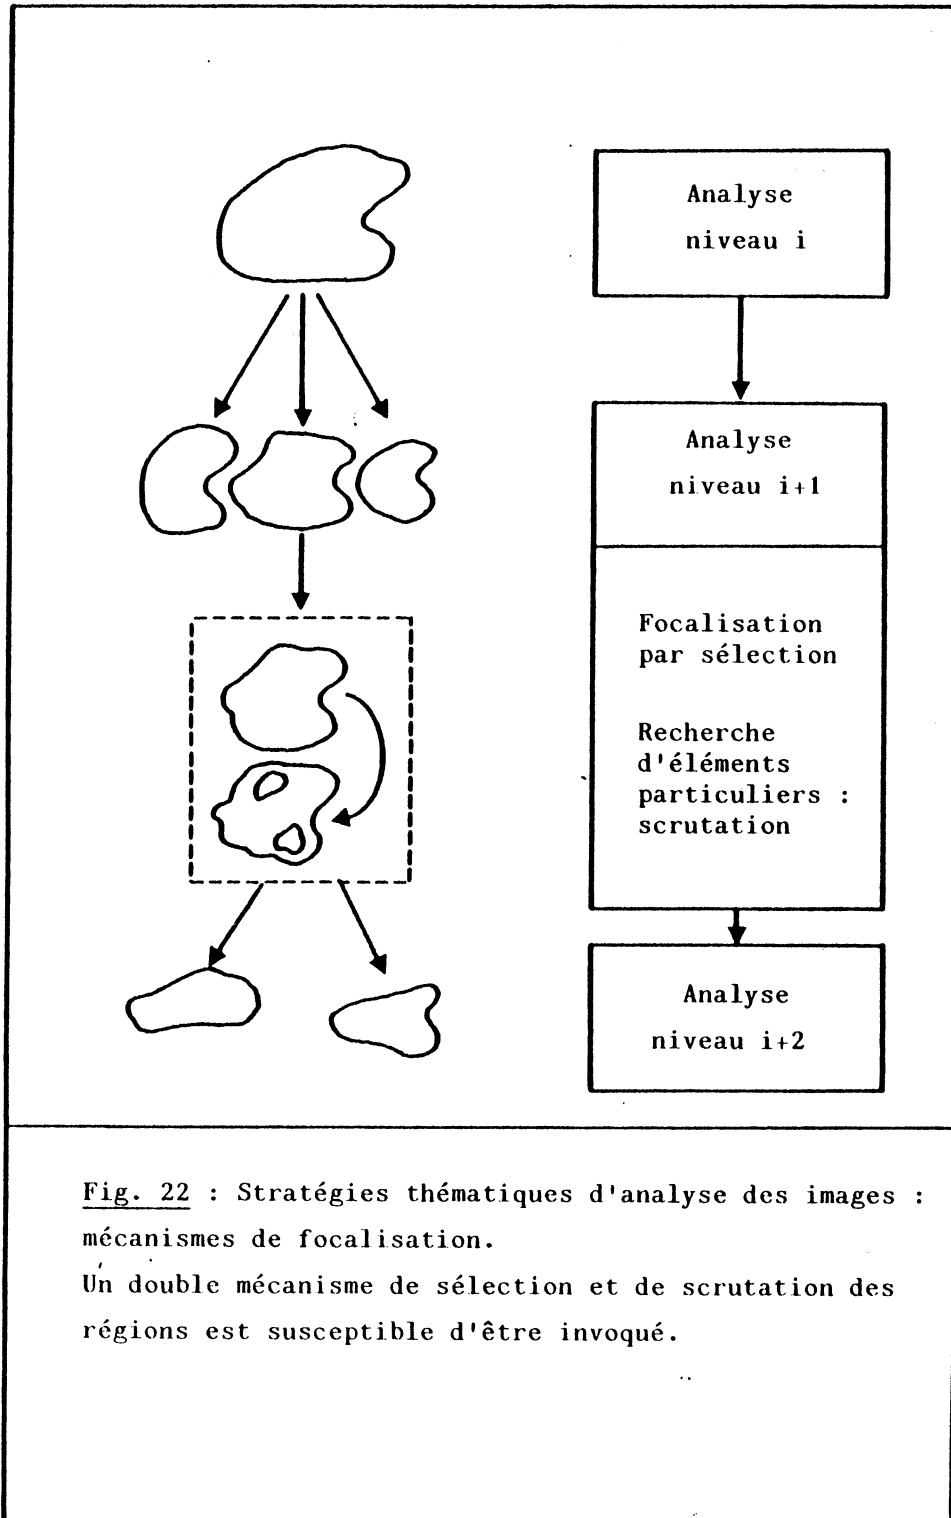 Analyse
niveau i
Analyse
niveau i+1
Focalisation
par sélection
Recherche
d'éléments
particuliers :
scrutation
Analyse
niveau i+2
Fig. 22 : Stratégies thématiques d'analyse des images :
mécanismes de focalisation.
Un double mécanisme de sélection et de scrutation des
régions est susceptible d'être invoqué.